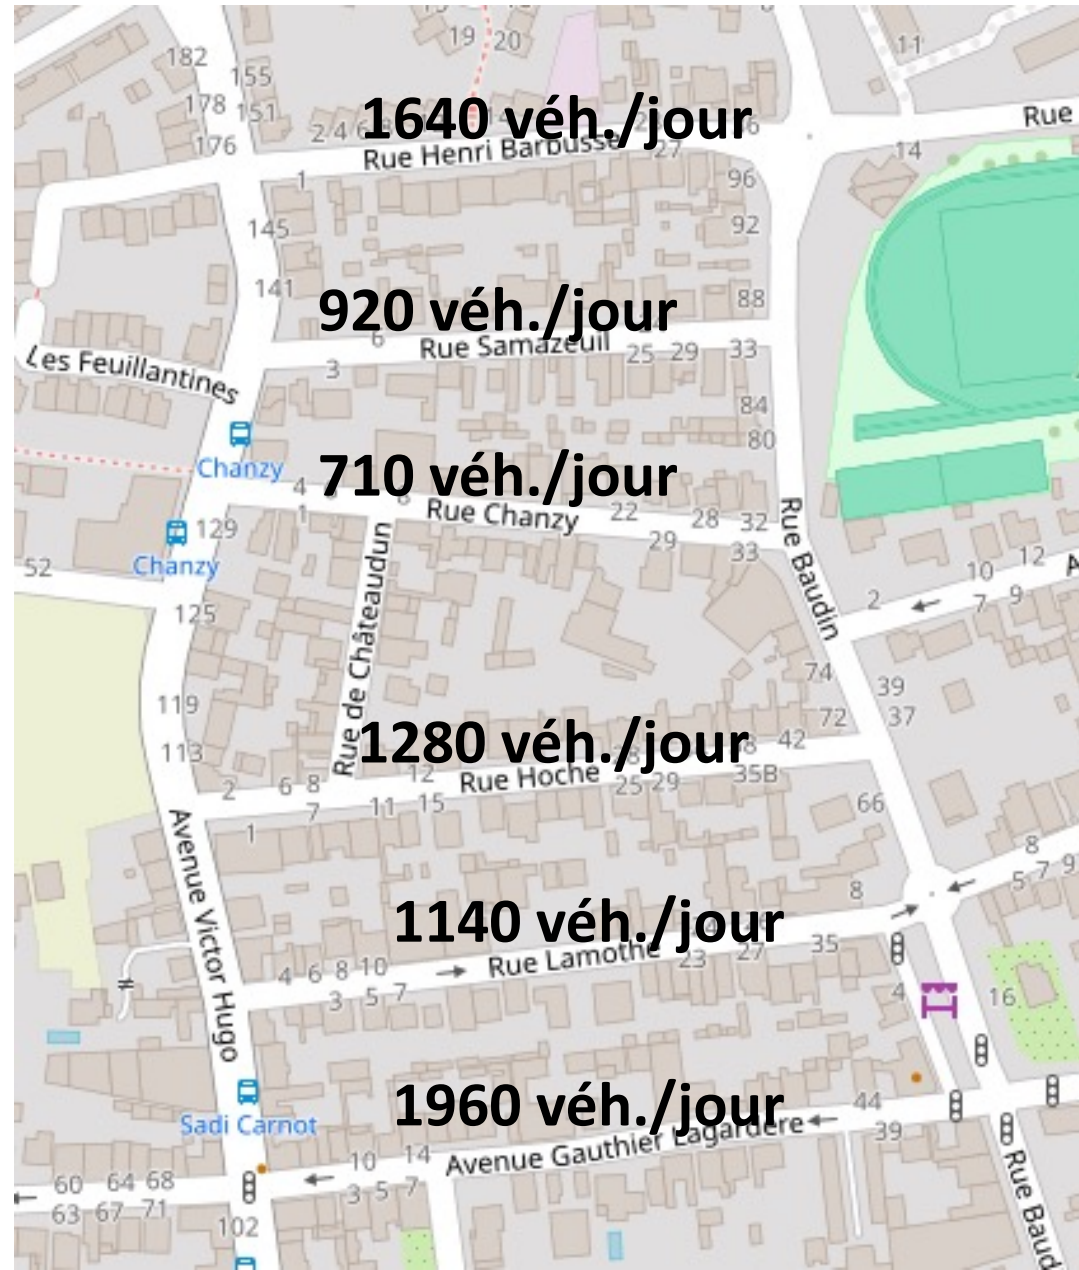 19
20
182
155
178
151
11
1640 véh./jour
Rue
2 4 6
176
Rue Henri Barbusse
27
14
1
96
92
145
141
88
920 véh./jour
6
Rue Samazeuil
25 29
33
Les Feuillantines
3
84
80
Chanzy
710 véh./jour
4
1
Rue Chanzy
22
28
32
29
33
129
Chanzy
52
Rue Baudin
12
10
9
7
2
125
Rue de Châteaudun
74
39
37
119
72
113
1280 véh./jour
42
12
Rue Hoche
25 29
35B
2
6 8
7
11
15
1
66
Avenue Victor Hugo
8
5 7 9
8
1140 véh./jour
35
Rue Lamothe
23
27
4 6 8 10
3 5 7
4
16
1960 véh./jour
Sadi Carnot
44
39
Avenue Gauthier Lagardère
10
14
3 5 7
60
64 68
63
67
71
102
Rue Baud